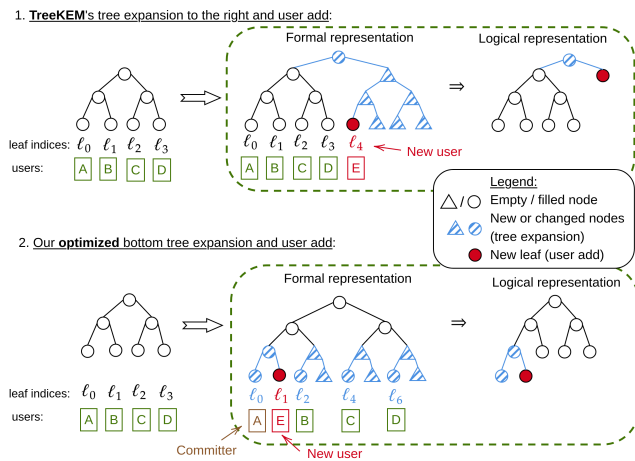 1. TreeKEM's tree expansion to the right and user add:
Formal representation
Logical representation
⇒
leaf indices: ℓ0 ℓ1 ℓ2 ℓ3
ℓ0 ℓ1 ℓ2 ℓ3 ℓ4
New user
users: A B C D
A B C D E
Legend:
/ Empty / filled node
New or changed nodes
(tree expansion)
New leaf (user add)
2. Our optimized bottom tree expansion and user add:
Formal representation
Logical representation
⇒
leaf indices: ℓ0 ℓ1 ℓ2 ℓ3
ℓ0 ℓ1 ℓ2 ℓ4 ℓ6
users: A B C D
A E B C D
Committer
New user